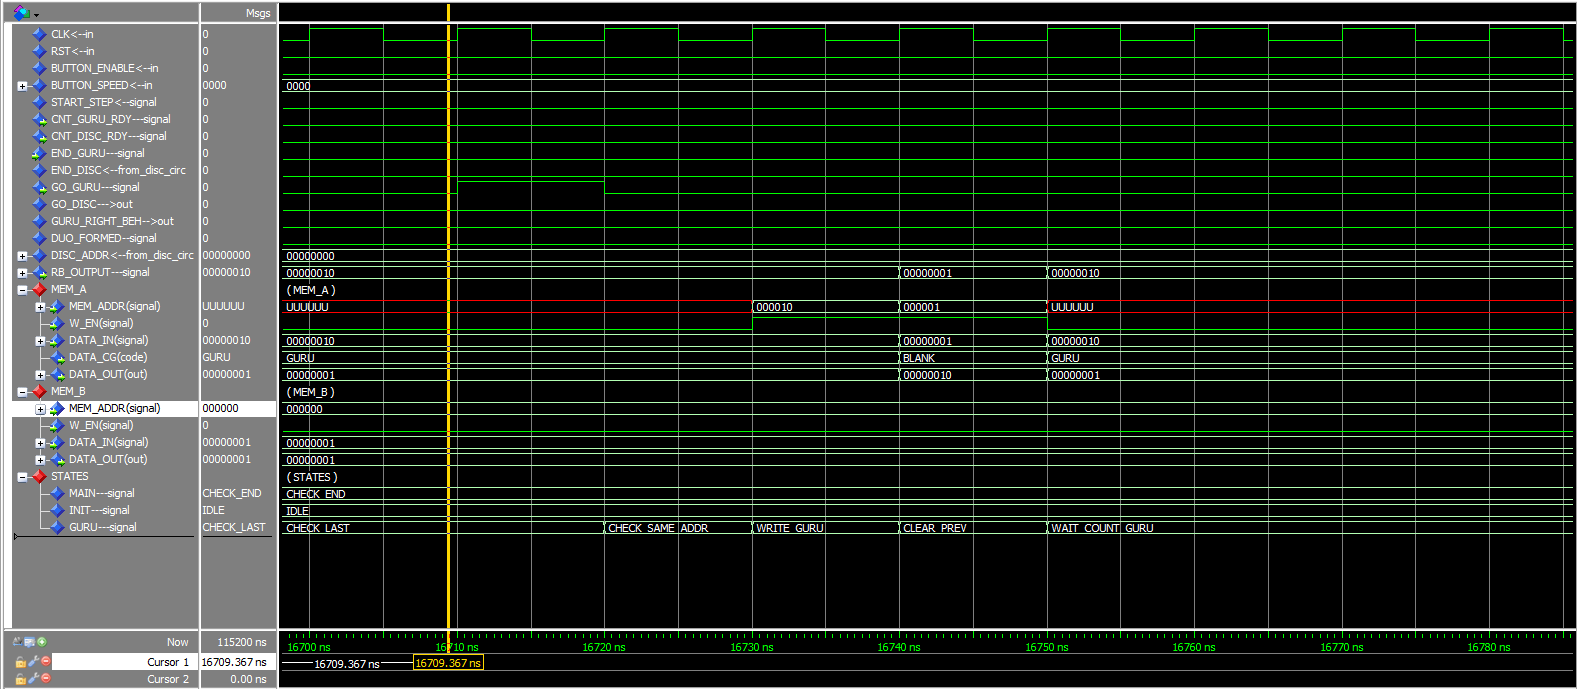 Msgs
CLK<--in 0
RST<--in 0
BUTTON_ENABLE<--in 0
BUTTON_SPEED<--in 0000 0000
START_STEP<--signal 0
CNT_GURU_RDY---signal 0
CNT_DISC_RDY---signal 0
END_GURU---signal 0
END_DISC<--from_disc_circ 0
GO_GURU---signal 0
GO_DISC--->out 0
GURU_RIGHT_BEH-->out 0
DUO_FORMED--signal 0
DISC_ADDR<--from_disc_circ 00000000 00000000
RB_OUTPUT---signal 00000010 00000010 00000001 00000010
MEM_A (MEM_A)
MEM_ADDR(signal) UUUUUU UUUUUU 000010 000001 UUUUUU
W_EN(signal) 0
DATA_IN(signal) 00000010 00000010 00000001 00000010
DATA_CG(code) GURU GURU BLANK GURU
DATA_OUT(out) 00000001 00000001 00000010 00000001
MEM_B (MEM_B)
MEM_ADDR(signal) 000000 000000
W_EN(signal) 0
DATA_IN(signal) 00000001 00000001
DATA_OUT(out) 00000001 00000001
STATES (STATES)
MAIN---signal CHECK_END CHECK_END
INIT---signal IDLE IDLE
GURU---signal CHECK_LAST CHECK_LAST CHECK_SAME_ADDR WRITE_GURU CLEAR_PREV WAIT_COUNT_GURU
Now 115200 ns 16700 ns 16710 ns 16720 ns 16730 ns 16740 ns 16750 ns 16760 ns 16770 ns 16780 ns
Cursor 1 16709.367 ns 16709.367 ns 16709.367 ns
Cursor 2 0.00 ns